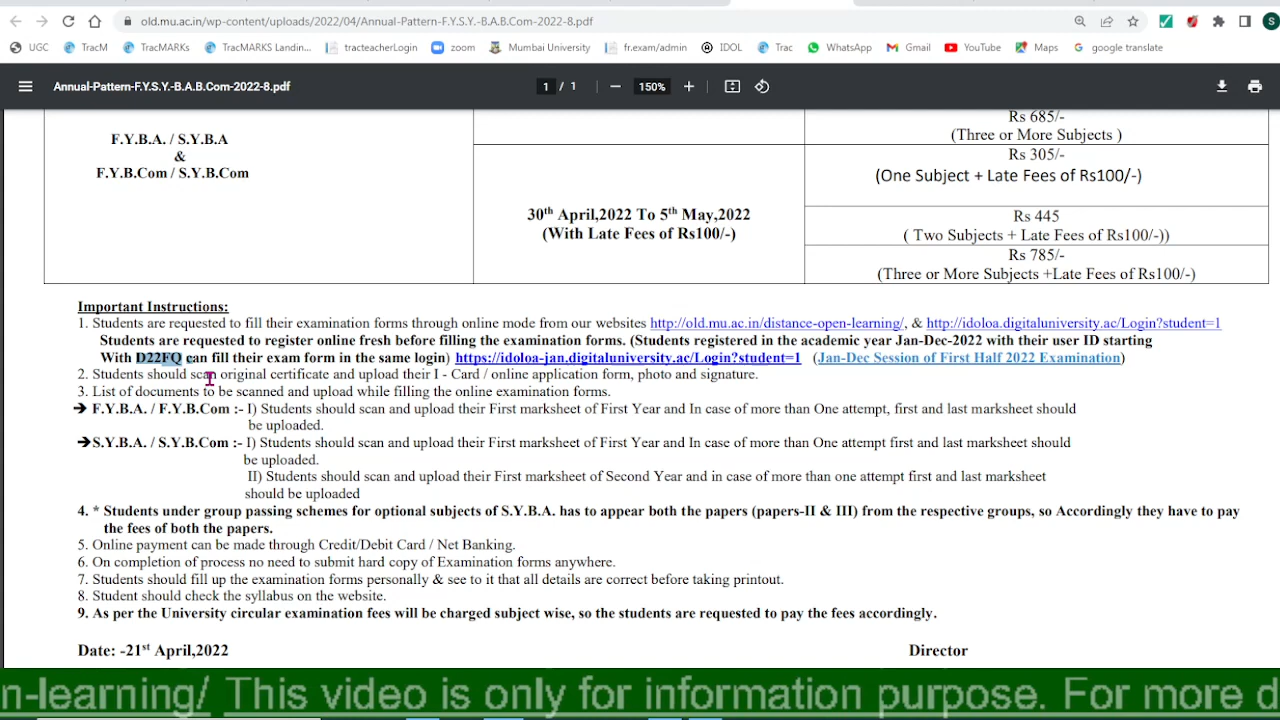 old.mu.ac.in/wp-content/uploads/2022/04/Annual-Pattern-F.Y.S.Y.-B.A.B.Com-2022-8.pdf
S
UGC TracM TracMARKs TracMARKS Landin... tracteacherLogin zoom Mumbai University fr.exam/admin IDOL Trac WhatsApp Gmail YouTube Maps google translate
Annual-Pattern-F.Y.S.Y.-B.A.B.Com-2022-8.pdf 1 / 1 150%
F.Y.B.A. / S.Y.B.A
&
F.Y.B.Com / S.Y.B.Com
30th April,2022 To 5th May,2022
(With Late Fees of Rs100/-)
Rs 685/-
(Three or More Subjects )
Rs 305/-
(One Subject + Late Fees of Rs100/-)
Rs 445
( Two Subjects + Late Fees of Rs100/-))
Rs 785/-
(Three or More Subjects +Late Fees of Rs100/-)
Important Instructions:
1. Students are requested to fill their examination forms through online mode from our websites http://old.mu.ac.in/distance-open-learning/, & http://idoloa.digitaluniversity.ac/Login?student=1
Students are requested to register online fresh before filling the examination forms. (Students registered in the academic year Jan-Dec-2022 with their user ID starting
With D22FQ can fill their exam form in the same login) https://idoloa-jan.digitaluniversity.ac/Login?student=1 (Jan-Dec Session of First Half 2022 Examination)
2. Students should scan original certificate and upload their I - Card / online application form, photo and signature.
3. List of documents to be scanned and upload while filling the online examination forms.
➔ F.Y.B.A. / F.Y.B.Com :- I) Students should scan and upload their First marksheet of First Year and In case of more than One attempt, first and last marksheet should
be uploaded.
➔S.Y.B.A. / S.Y.B.Com :- I) Students should scan and upload their First marksheet of First Year and In case of more than One attempt first and last marksheet should
be uploaded.
II) Students should scan and upload their First marksheet of Second Year and in case of more than one attempt first and last marksheet
should be uploaded
4. * Students under group passing schemes for optional subjects of S.Y.B.A. has to appear both the papers (papers-II & III) from the respective groups, so Accordingly they have to pay
the fees of both the papers.
5. Online payment can be made through Credit/Debit Card / Net Banking.
6. On completion of process no need to submit hard copy of Examination forms anywhere.
7. Students should fill up the examination forms personally & see to it that all details are correct before taking printout.
8. Student should check the syllabus on the website.
9. As per the University circular examination fees will be charged subject wise, so the students are requested to pay the fees accordingly.
Date: -21st April,2022 Director
n-learning/ This video is only for information purpose. For more d